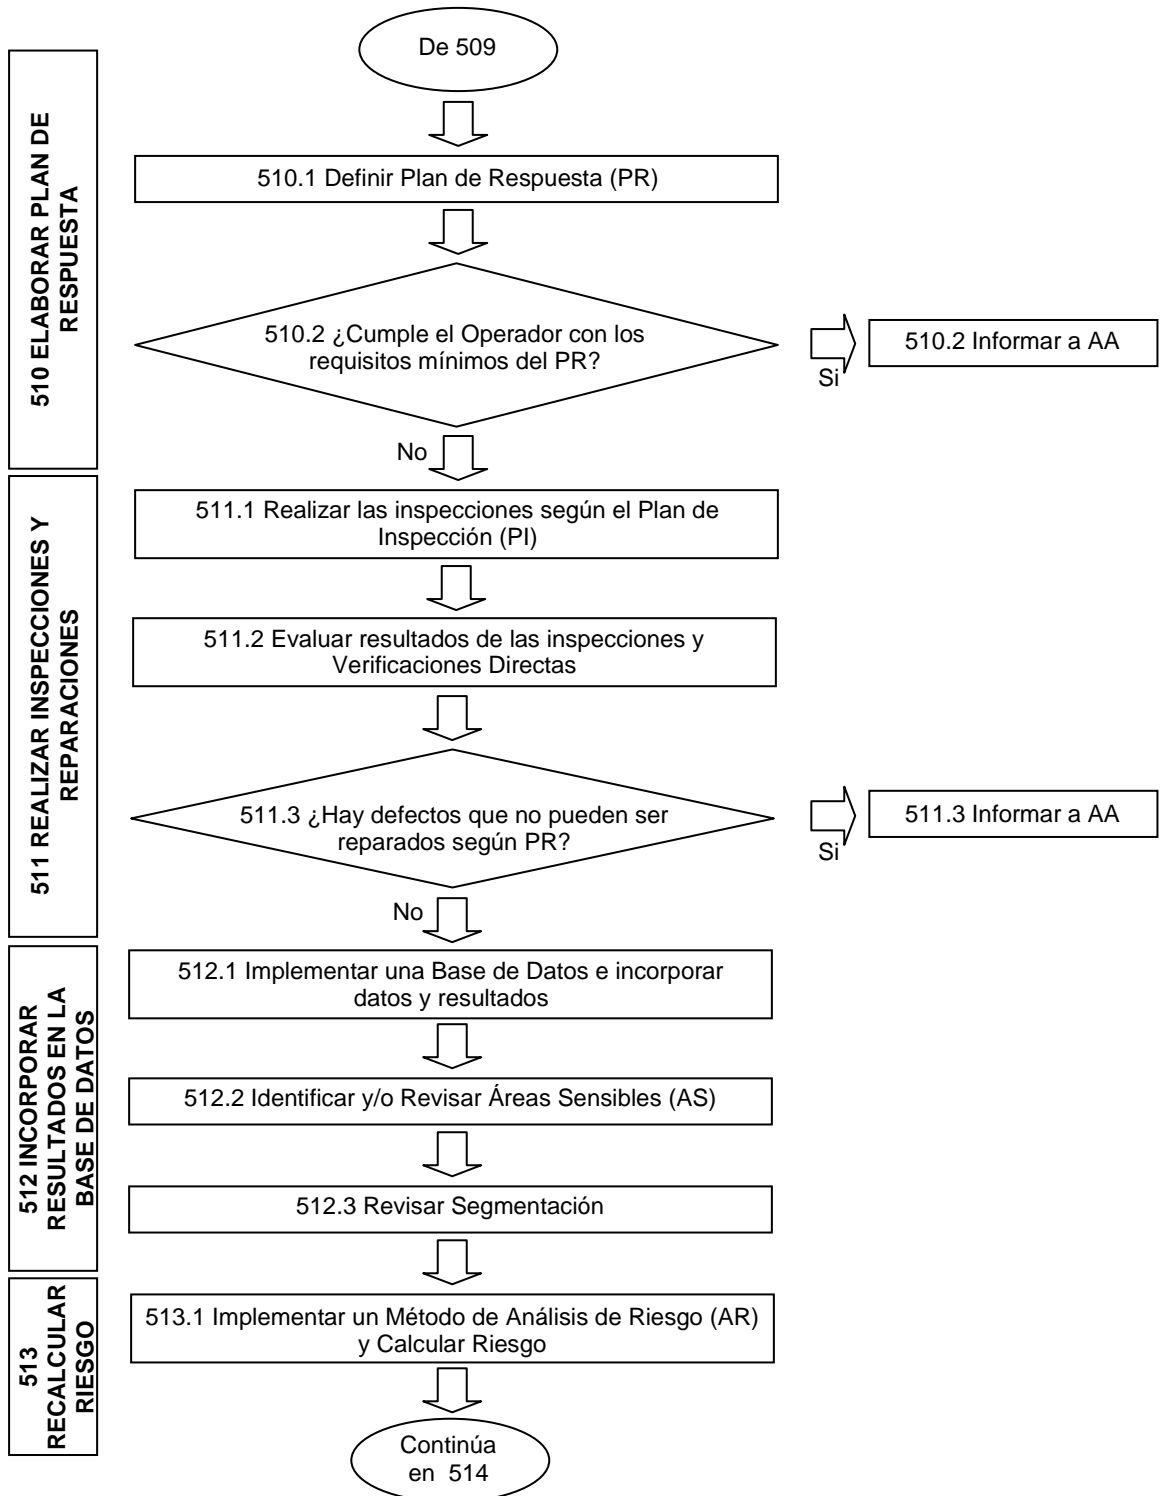 De 509
510 ELABORAR PLAN DE
RESPUESTA
510.1 Definir Plan de Respuesta (PR)
510.2 ¿Cumple el Operador con los
requisitos mínimos del PR?
Si
510.2 Informar a AA
No
511 REALIZAR INSPECCIONES Y
REPARACIONES
511.1 Realizar las inspecciones según el Plan de
Inspección (PI)
511.2 Evaluar resultados de las inspecciones y
Verificaciones Directas
511.3 ¿Hay defectos que no pueden ser
reparados según PR?
Si
511.3 Informar a AA
No
512 INCORPORAR
RESULTADOS EN LA
BASE DE DATOS
512.1 Implementar una Base de Datos e incorporar
datos y resultados
512.2 Identificar y/o Revisar Áreas Sensibles (AS)
512.3 Revisar Segmentación
513
RECALCULAR
RIESGO
513.1 Implementar un Método de Análisis de Riesgo (AR)
y Calcular Riesgo
Continúa
en 514